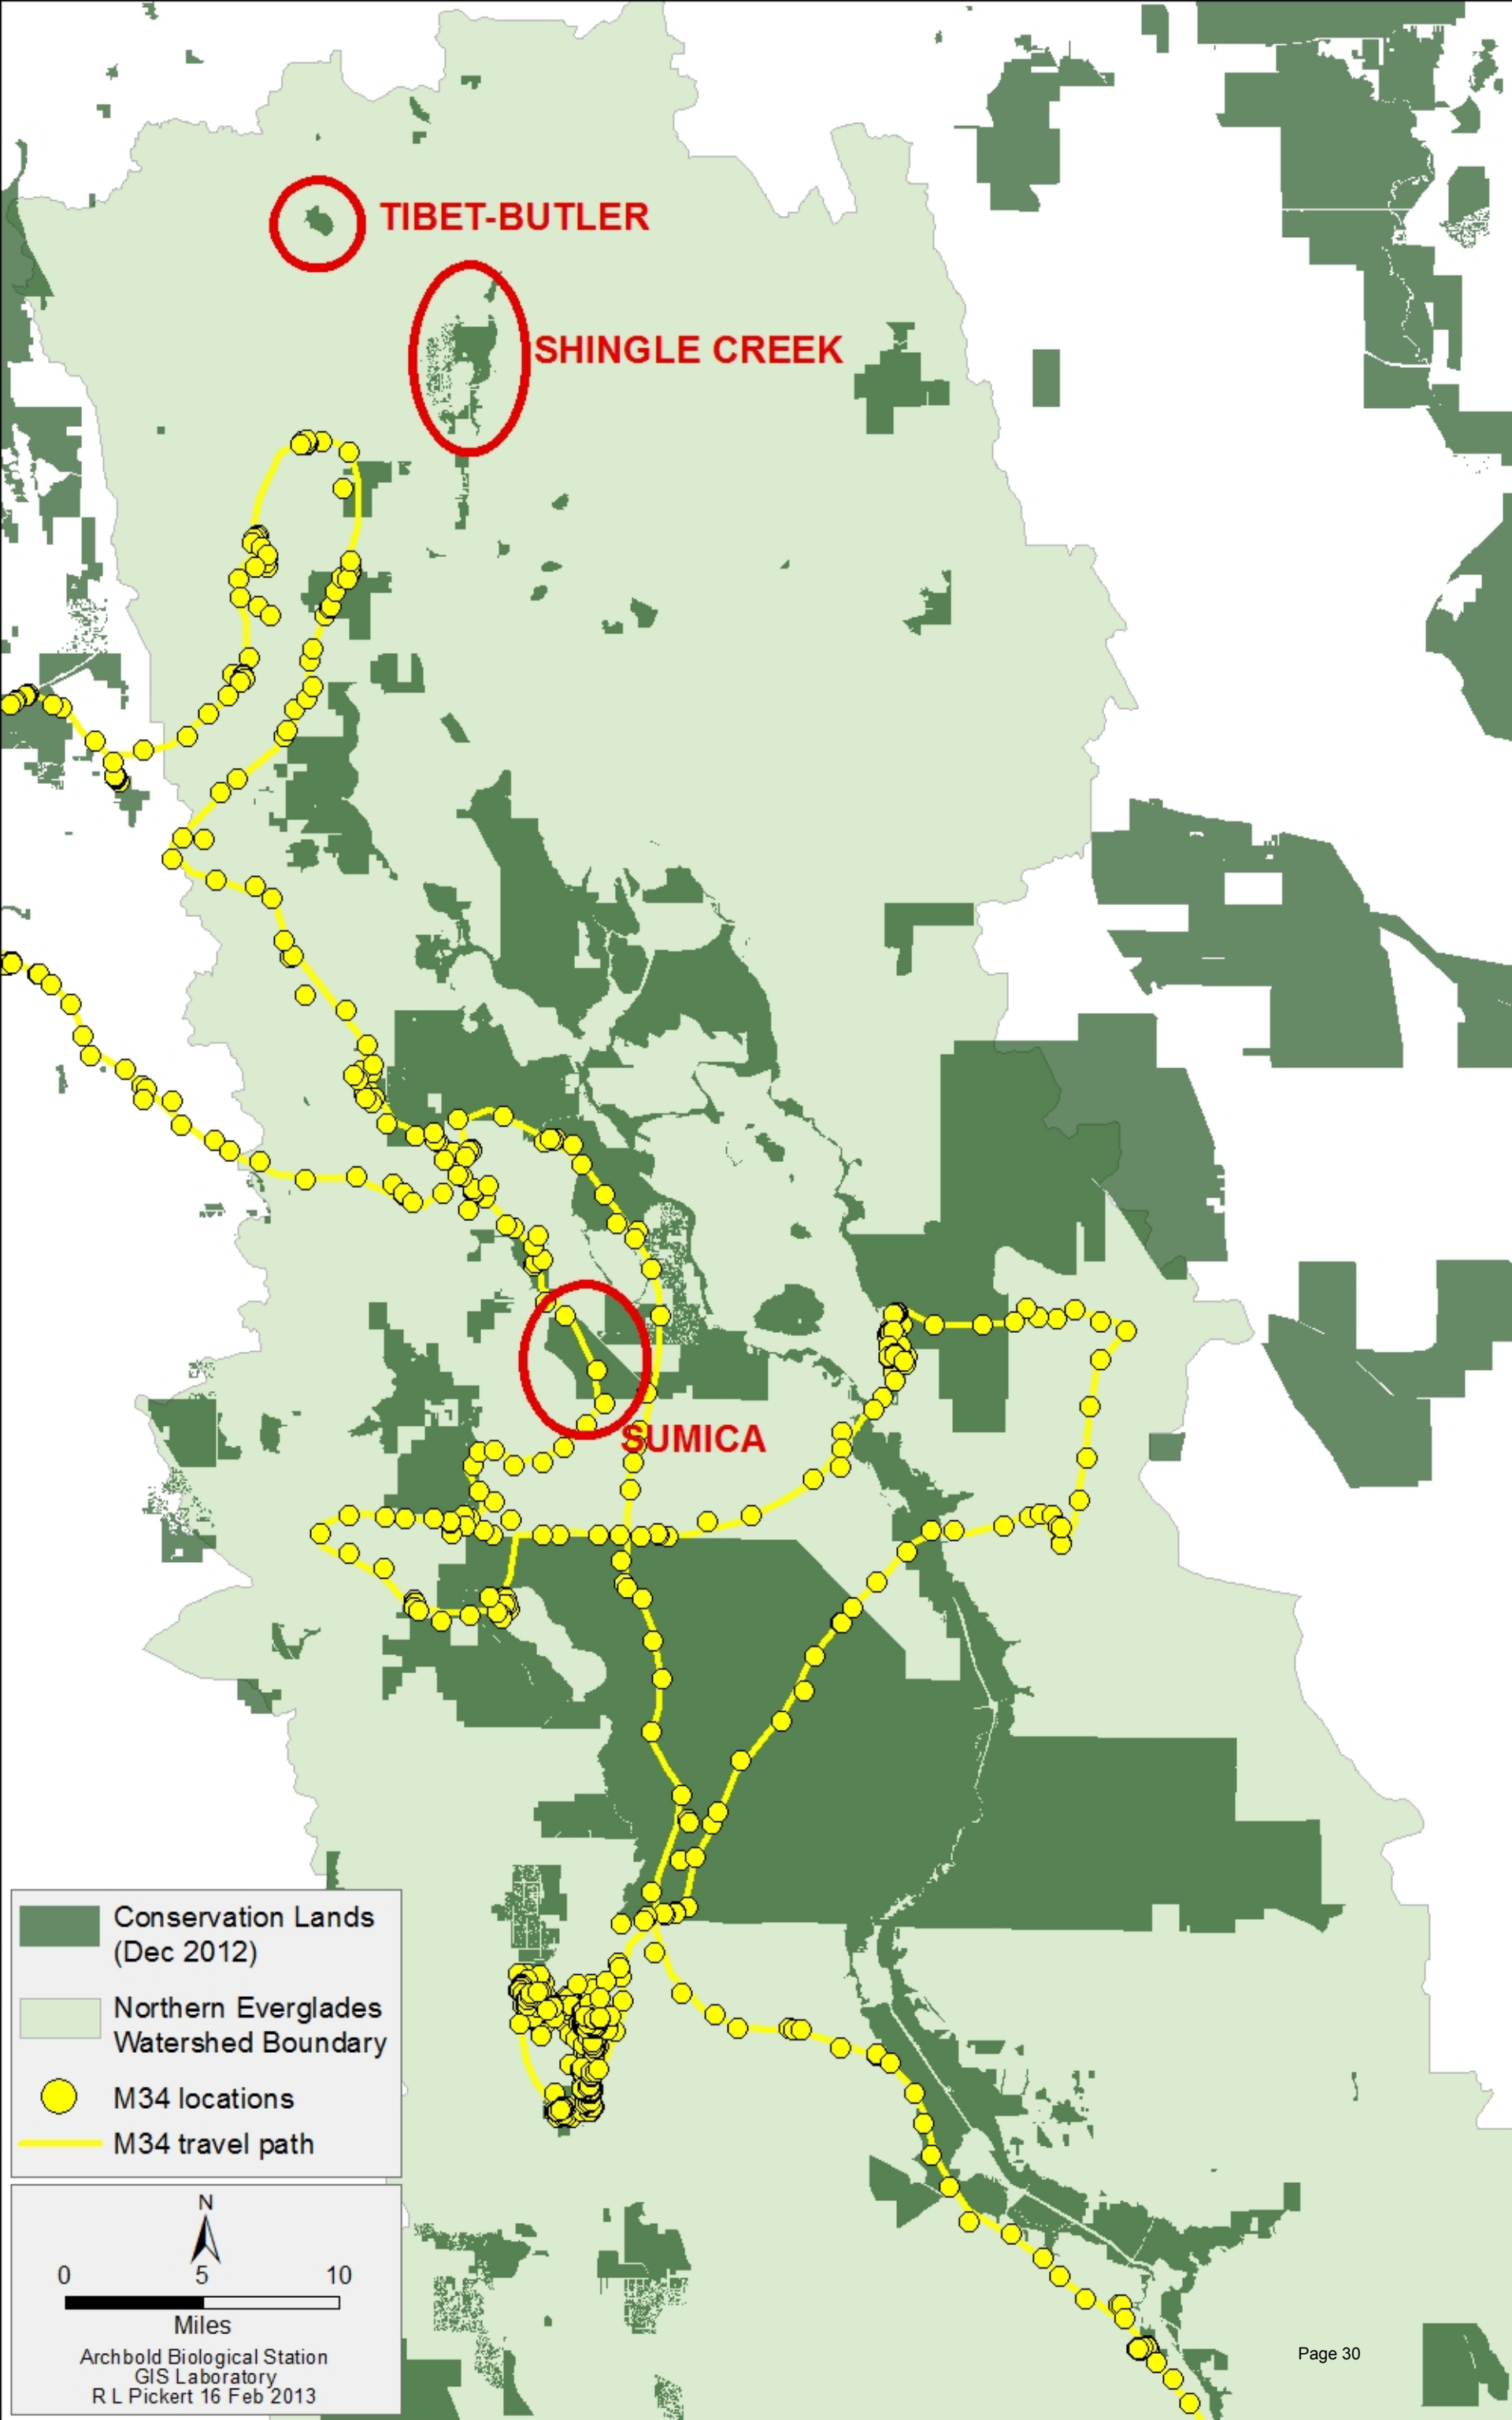 TIBET-BUTLER
SHINGLE CREEK
SUMICA
Conservation Lands
(Dec 2012)
Northern Everglades
Watershed Boundary
M34 locations
M34 travel path
N
0 5 10
Miles
Archbold Biological Station
GIS Laboratory
R L Pickert 16 Feb 2013
Page 30